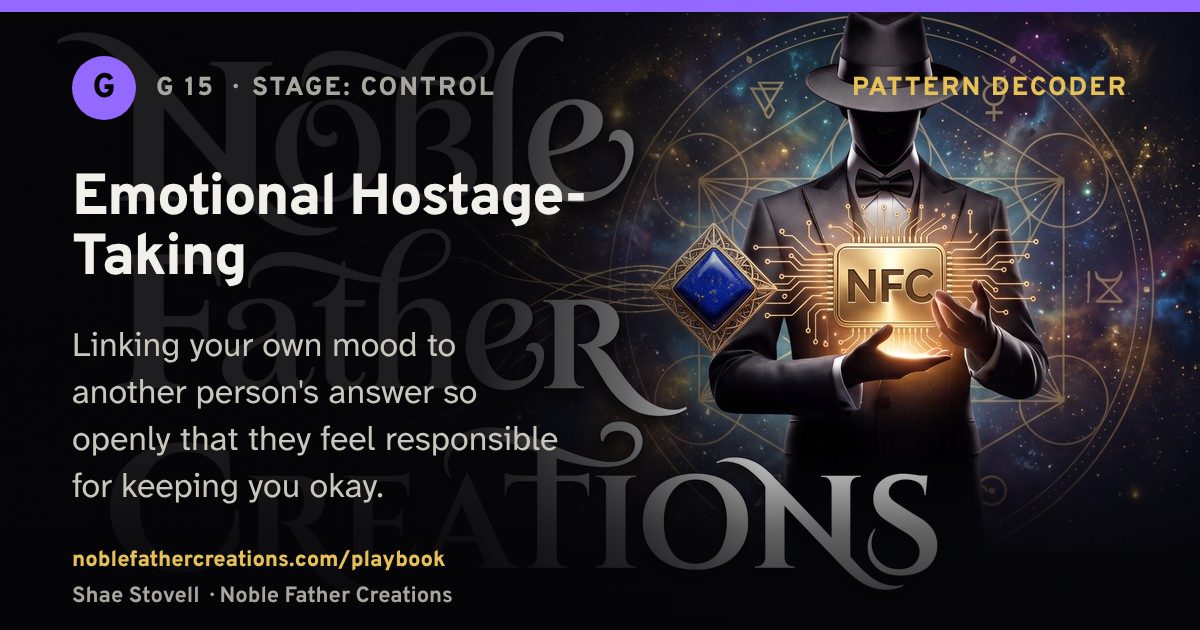 G
G 15 · STAGE: CONTROL
PATTERN DECODER
Noble
Father
Creations
Emotional Hostage-
Taking
NFC
Linking your own mood to
another person's answer so
openly that they feel responsible
for keeping you okay.
noblefathercreations.com/playbook
Shae Stovell · Noble Father Creations